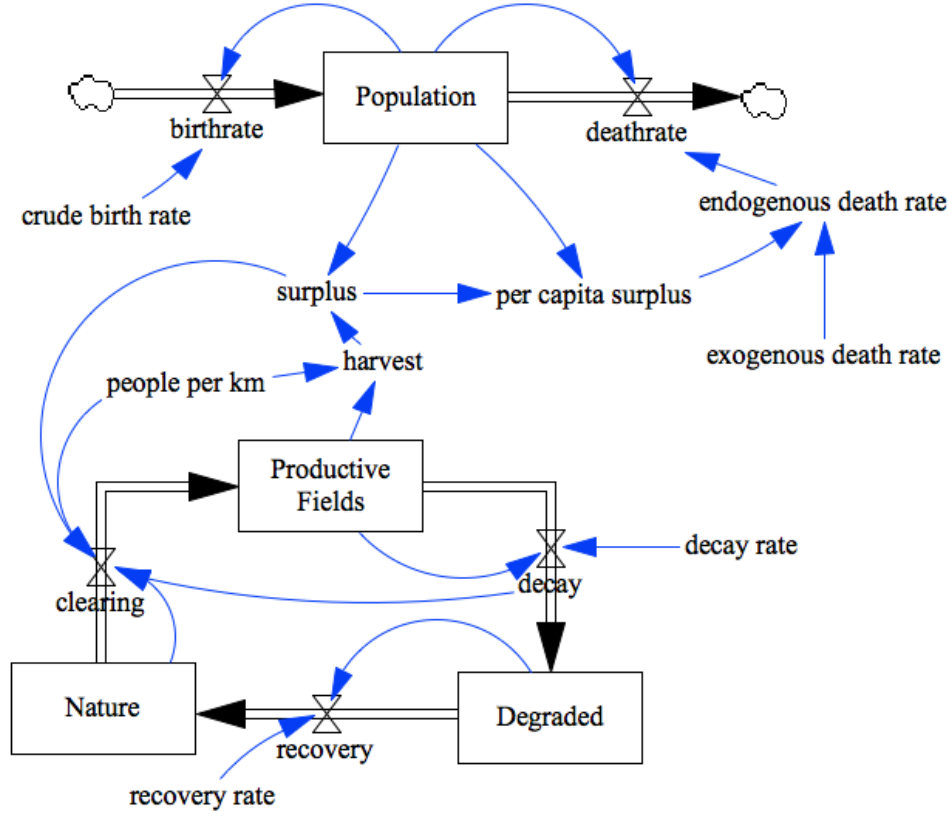 Population
birthrate
deathrate
crude birth rate
endogenous death rate
surplus
per capita surplus
harvest
exogenous death rate
people per km
Productive
Fields
decay rate
decay
clearing
Nature
Degraded
recovery
recovery rate